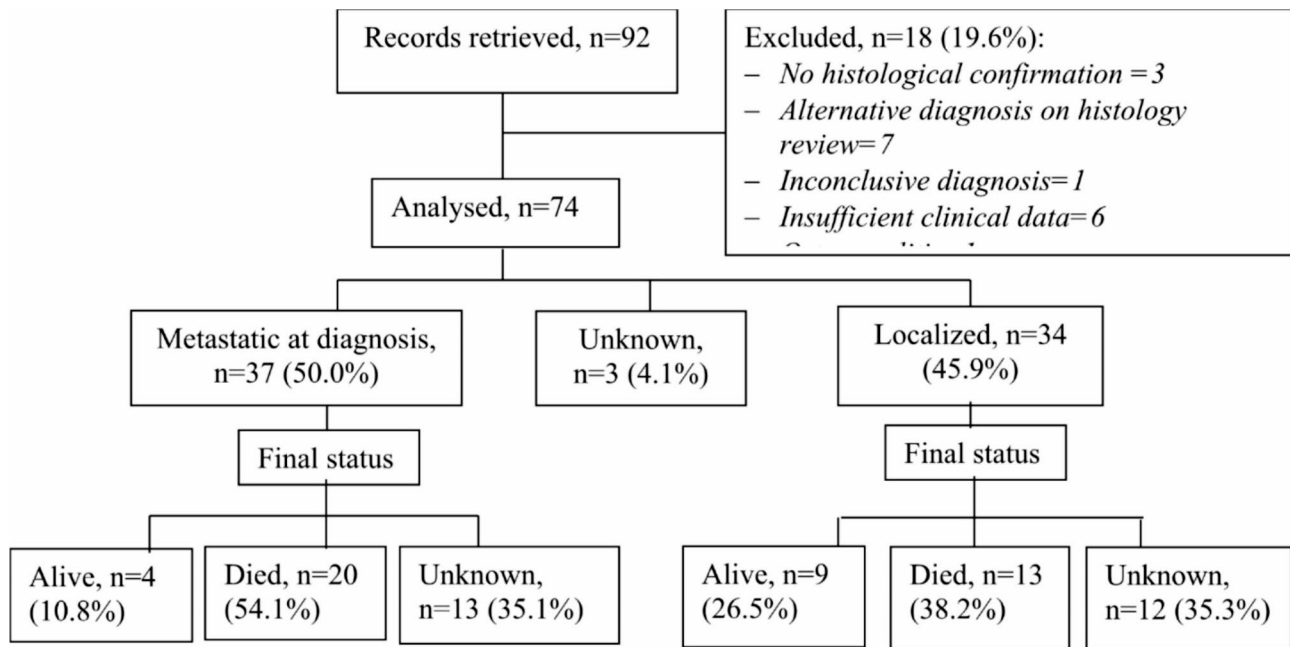 Records retrieved, n=92
Excluded, n=18 (19.6%):
– No histological confirmation =3
– Alternative diagnosis on histology
review=7
– Inconclusive diagnosis=1
– Insufficient clinical data=6
Analysed, n=74
Metastatic at diagnosis,
n=37 (50.0%)
Unknown,
n=3 (4.1%)
Localized, n=34
(45.9%)
Final status
Final status
Alive, n=4
(10.8%)
Died, n=20
(54.1%)
Unknown,
n=13 (35.1%)
Alive, n=9
(26.5%)
Died, n=13
(38.2%)
Unknown,
n=12 (35.3%)